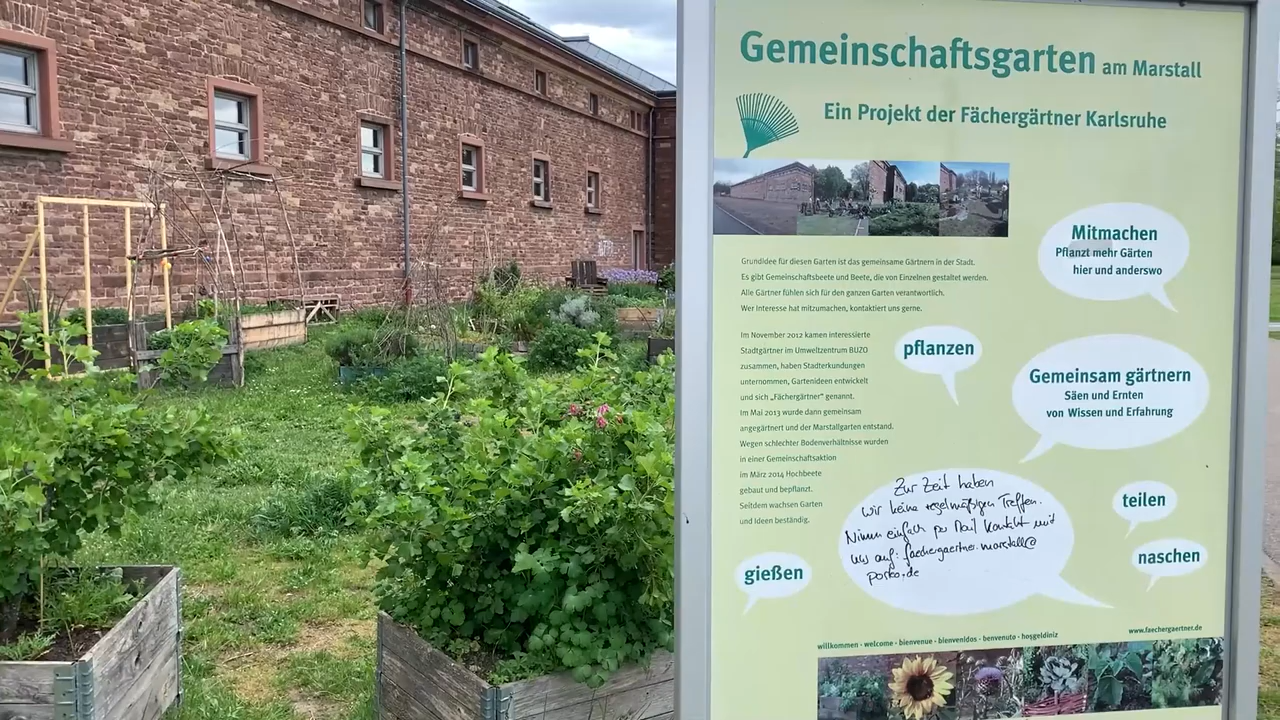 Gemeinschaftsgarten am Marstall
Ein Projekt der Fächergärtner Karlsruhe
Grundidee für diesen Garten ist das gemeinsame Gärtnern in der Stadt.
Es gibt Gemeinschaftsbeete und Beete, die von Einzelnen gestaltet werden.
Alle Gärtner fühlen sich für den ganzen Garten verantwortlich.
Wer Interesse hat mitzumachen, kontaktiert uns gerne.
Im November 2012 kamen interessierte
Stadtgärtner im Umweltzentrum BUZO
zusammen, haben Stadterkundungen
unternommen, Gartenideen entwickelt
und sich „Fächergärtner" genannt.
Im Mai 2013 wurde dann gemeinsam
angegärtnert und der Marstallgarten entstand.
Wegen schlechter Bodenverhältnisse wurden
in einer Gemeinschaftsaktion
im März 2014 Hochbeete
gebaut und bepflanzt.
Seitdem wachsen Garten
und Ideen beständig.
Mitmachen
Pflanzt mehr Gärten
hier und anderswo
pflanzen
Gemeinsam gärtnern
Säen und Ernten
von Wissen und Erfahrung
Zur Zeit haben
wir keine regelmäßigen Treffen.
Nimm einfach per Mail Kontakt mit
uns auf: faechergaertner.marstall@
posteo.de
teilen
naschen
gießen
www.faechergaertner.de
willkommen - welcome - bienvenue - bienvenidos - benvenuto - hoşgeldiniz